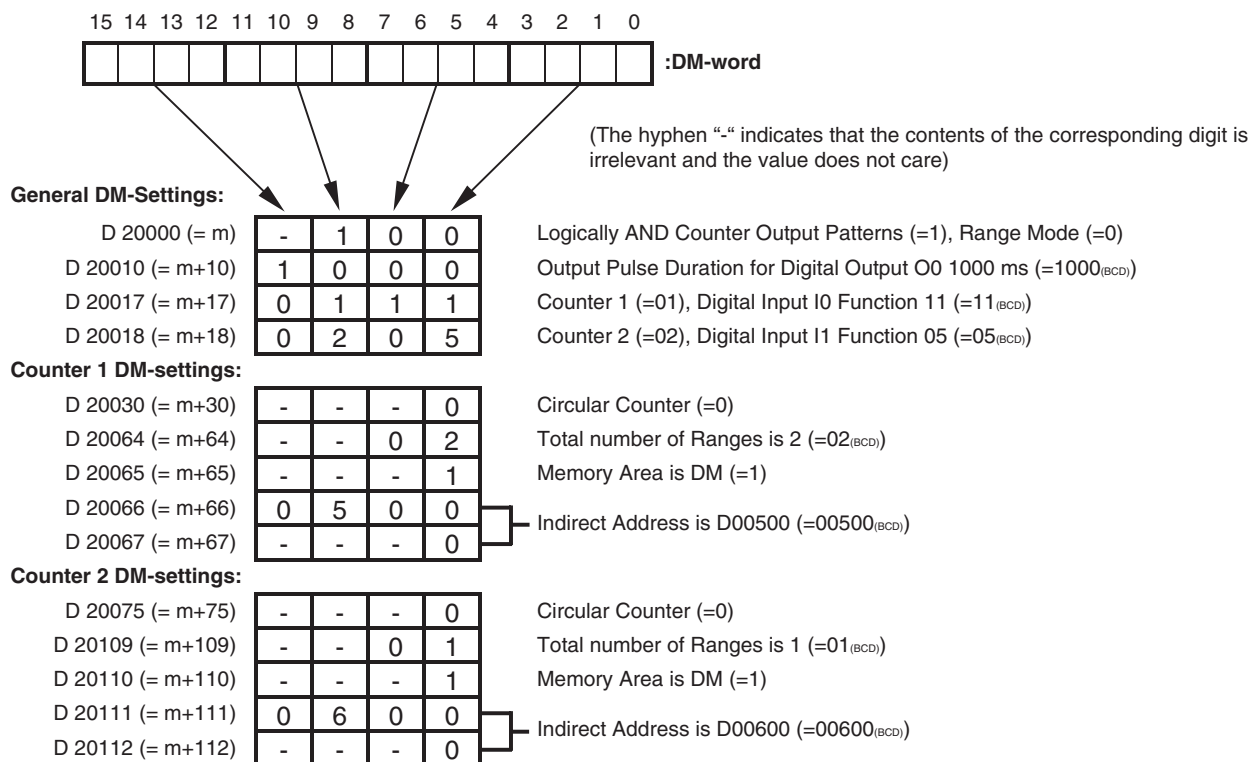 15 14 13 12 11 10 9 8 7 6 5 4 3 2 1 0
:DM-word
(The hyphen “-“ indicates that the contents of the corresponding digit is
irrelevant and the value does not care)
General DM-Settings:
D 20000 (= m) - 1 0 0 Logically AND Counter Output Patterns (=1), Range Mode (=0)
D 20010 (= m+10) 1 0 0 0 Output Pulse Duration for Digital Output O0 1000 ms (=1000(BCD))
D 20017 (= m+17) 0 1 1 1 Counter 1 (=01), Digital Input I0 Function 11 (=11(BCD))
D 20018 (= m+18) 0 2 0 5 Counter 2 (=02), Digital Input I1 Function 05 (=05(BCD))
Counter 1 DM-settings:
D 20030 (= m+30) - - - 0 Circular Counter (=0)
D 20064 (= m+64) - - 0 2 Total number of Ranges is 2 (=02(BCD))
D 20065 (= m+65) - - - 1 Memory Area is DM (=1)
D 20066 (= m+66) 0 5 0 0
Indirect Address is D00500 (=00500(BCD))
D 20067 (= m+67) - - - 0
Counter 2 DM-settings:
D 20075 (= m+75) - - - 0 Circular Counter (=0)
D 20109 (= m+109) - - 0 1 Total number of Ranges is 1 (=01(BCD))
D 20110 (= m+110) - - - 1 Memory Area is DM (=1)
D 20111 (= m+111) 0 6 0 0
Indirect Address is D00600 (=00600(BCD))
D 20112 (= m+112) - - - 0